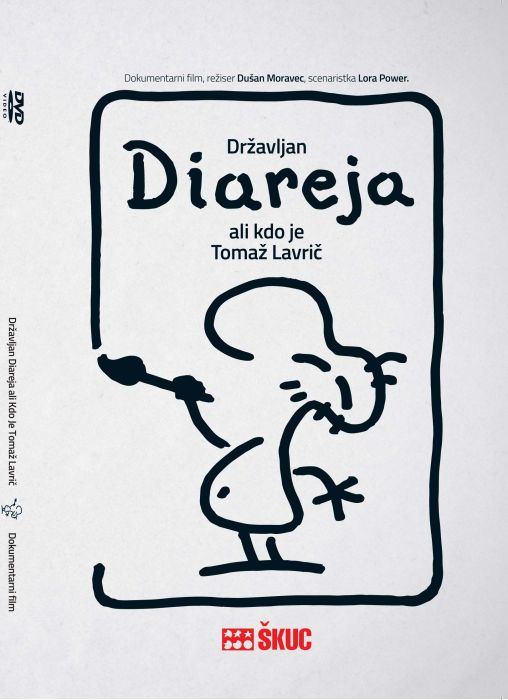 Dokumentarni film, režiser Dušan Moravec, scenaristka Lora Power.
Državljan
Diareja
ali kdo je
Tomaž Lavrič
ŠKUC
DVD
VIDEO
Državljan Diareja ali Kdo Je Tomaž Lavrič
Dokumentarni film